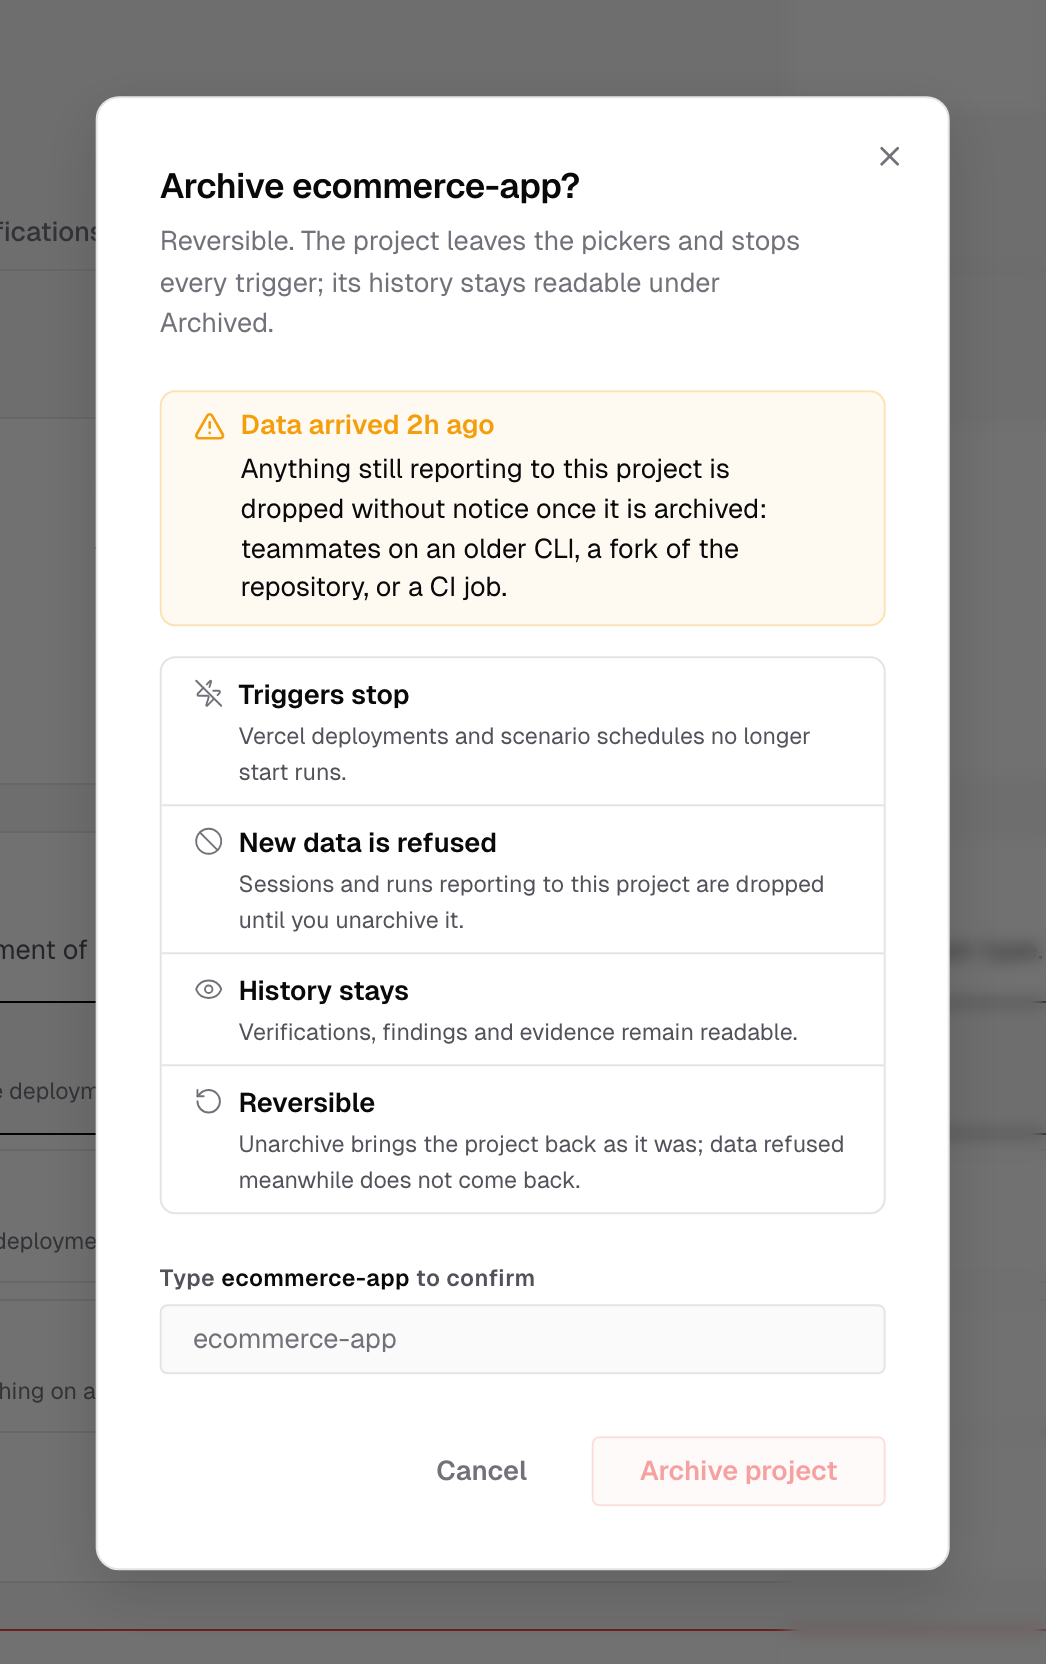 Archive ecommerce-app?
Reversible. The project leaves the pickers and stops
every trigger; its history stays readable under
Archived.
Data arrived 2h ago
Anything still reporting to this project is
dropped without notice once it is archived:
teammates on an older CLI, a fork of the
repository, or a CI job.
Triggers stop
Vercel deployments and scenario schedules no longer
start runs.
New data is refused
Sessions and runs reporting to this project are dropped
until you unarchive it.
History stays
Verifications, findings and evidence remain readable.
Reversible
Unarchive brings the project back as it was; data refused
meanwhile does not come back.
Type ecommerce-app to confirm
ecommerce-app
Cancel
Archive project
ment of
hing on a